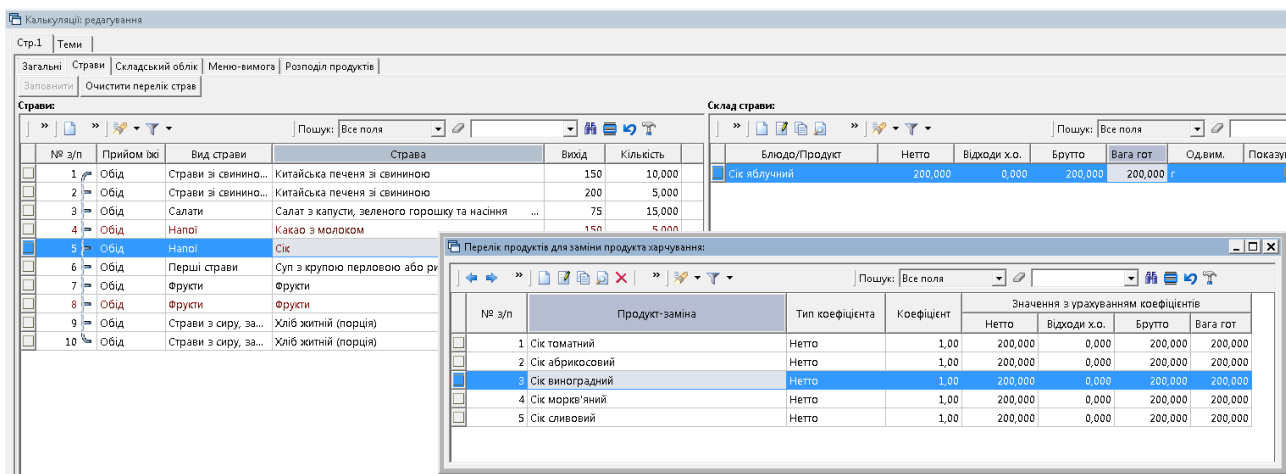 Калькуляції: редагування
Стр.1 Теми
Загальні Страви Складський облік Меню-вимога Розподіл продуктів
Заповнити Очистити перелік страв
Страви: Склад страви:
Пошук: Все поля Пошук: Все поля
№ з/п Прийом їжі Вид страви Страва Вихід Кількість Блюдо/Продукт Нетто Відходи х.о. Брутто Вага гот Од.вим. Показу
1 Обід Страви зі свинино... Китайська печеня зі свининою 150 10,000 Сік яблучний 200,000 0,000 200,000 200,000 г
2 Обід Страви зі свинино... Китайська печеня зі свининою 200 5,000
3 Обід Салати Салат з капусти, зеленого горошку та насіння ... 75 15,000
4 Обід Напої Какао з молоком 150 5,000
5 Обід Напої Сік
6 Обід Перші страви Суп з крупою перловою або ри
7 Обід Фрукти Фрукти
8 Обід Фрукти Фрукти
9 Обід Страви з сиру, за... Хліб житній (порція)
10 Обід Страви з сиру, за... Хліб житній (порція)
Перелік продуктів для заміни продукта харчування:
Пошук: Все поля
№ з/п Продукт-заміна Тип коефіцієнта Коефіцієнт Значення з урахуванням коефіцієнтів
Нетто Відходи х.о. Брутто Вага гот
1 Сік томатний Нетто 1,00 200,000 0,000 200,000 200,000
2 Сік абрикосовий Нетто 1,00 200,000 0,000 200,000 200,000
3 Сік виноградний Нетто 1,00 200,000 0,000 200,000 200,000
4 Сік моркв'яний Нетто 1,00 200,000 0,000 200,000 200,000
5 Сік сливовий Нетто 1,00 200,000 0,000 200,000 200,000